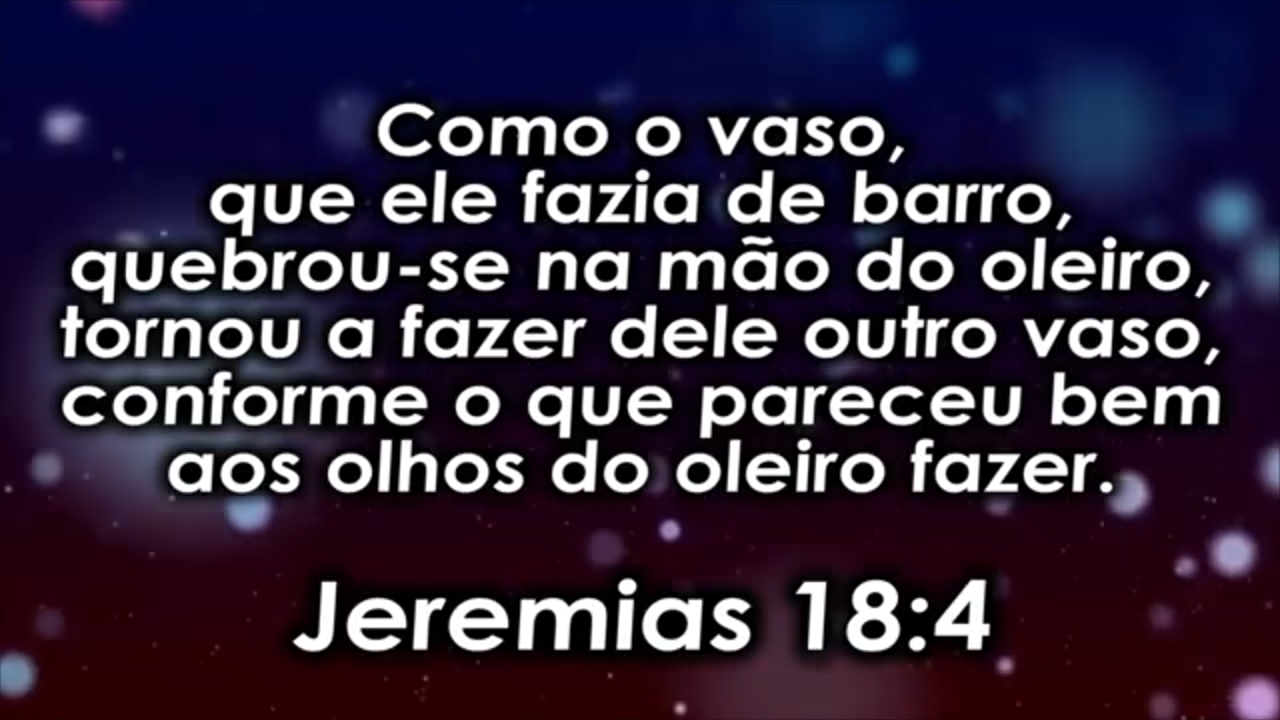 Como o vaso,
que ele fazia de barro,
quebrou-se na mão do oleiro,
tornou a fazer dele outro vaso,
conforme o que pareceu bem
aos olhos do oleiro fazer.
Jeremias 18:4